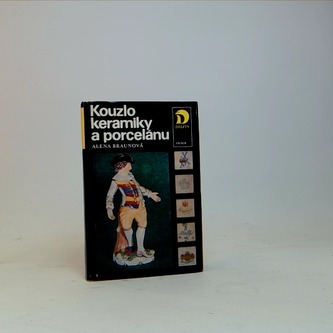 Kouzlo
keramiky
a porcelánu
ALENA BRAUNOVÁ
DELFÍN